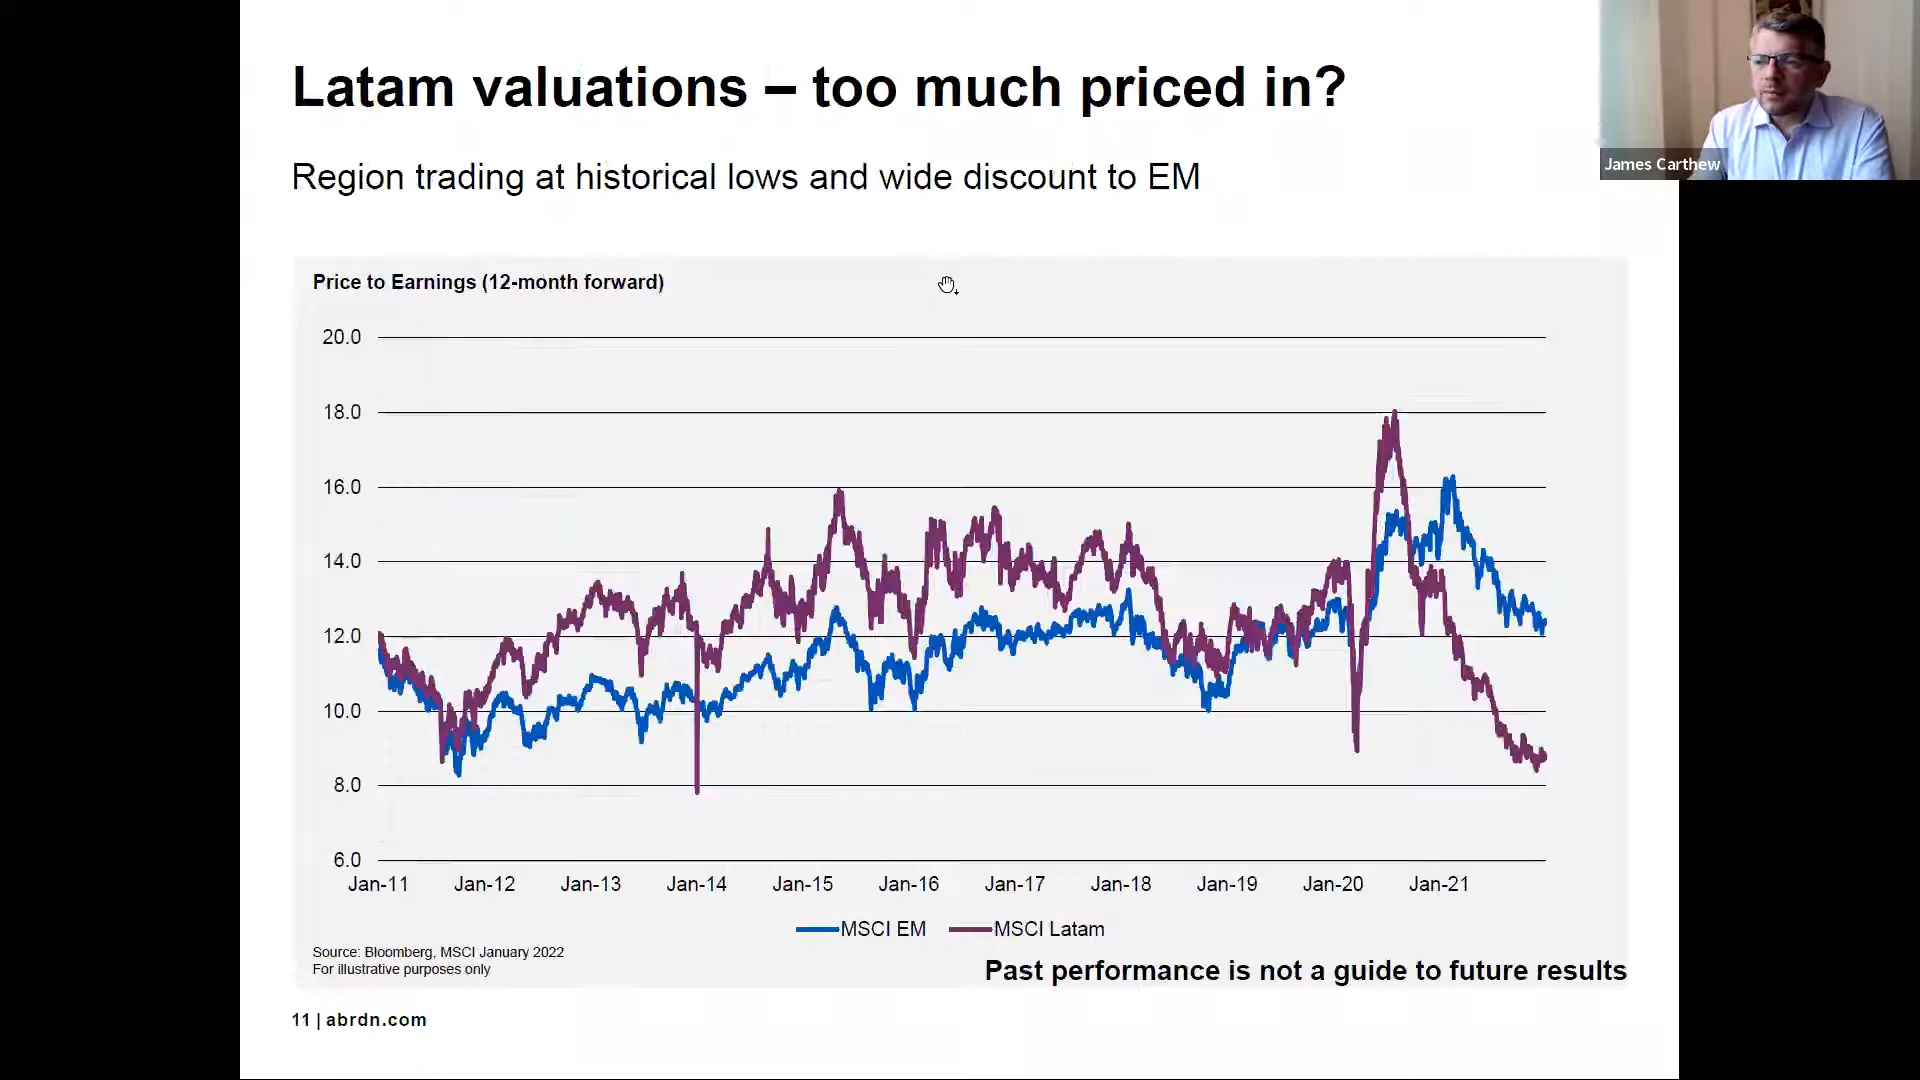 Latam valuations – too much priced in?
James Carthew
Region trading at historical lows and wide discount to EM
Price to Earnings (12-month forward)
20.0
18.0
16.0
14.0
12.0
10.0
8.0
6.0
Jan-11 Jan-12 Jan-13 Jan-14 Jan-15 Jan-16 Jan-17 Jan-18 Jan-19 Jan-20 Jan-21
MSCI EM MSCI Latam
Source: Bloomberg, MSCI January 2022
For illustrative purposes only
Past performance is not a guide to future results
11 | abrdn.com